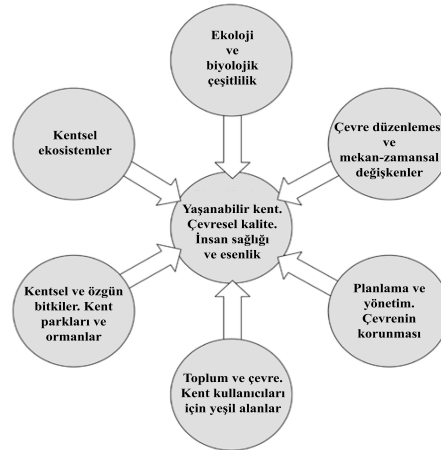 Ekoloji
ve
biyolojik
çeşitlilik
Kentsel
ekosistemler
Çevre düzenlemes
ve
mekan-zamansal
değişkenler
Yaşanabilir kent.
Çevresel kalite.
İnsan sağlığı
ve esenlik
Kentsel ve özgün
bitkiler. Kent
parkları ve
ormanlar
Planlama ve
yönetim.
Çevrenin
korunması
Toplum ve çevre.
Kent kullanıcıları
için yeşil alanlar